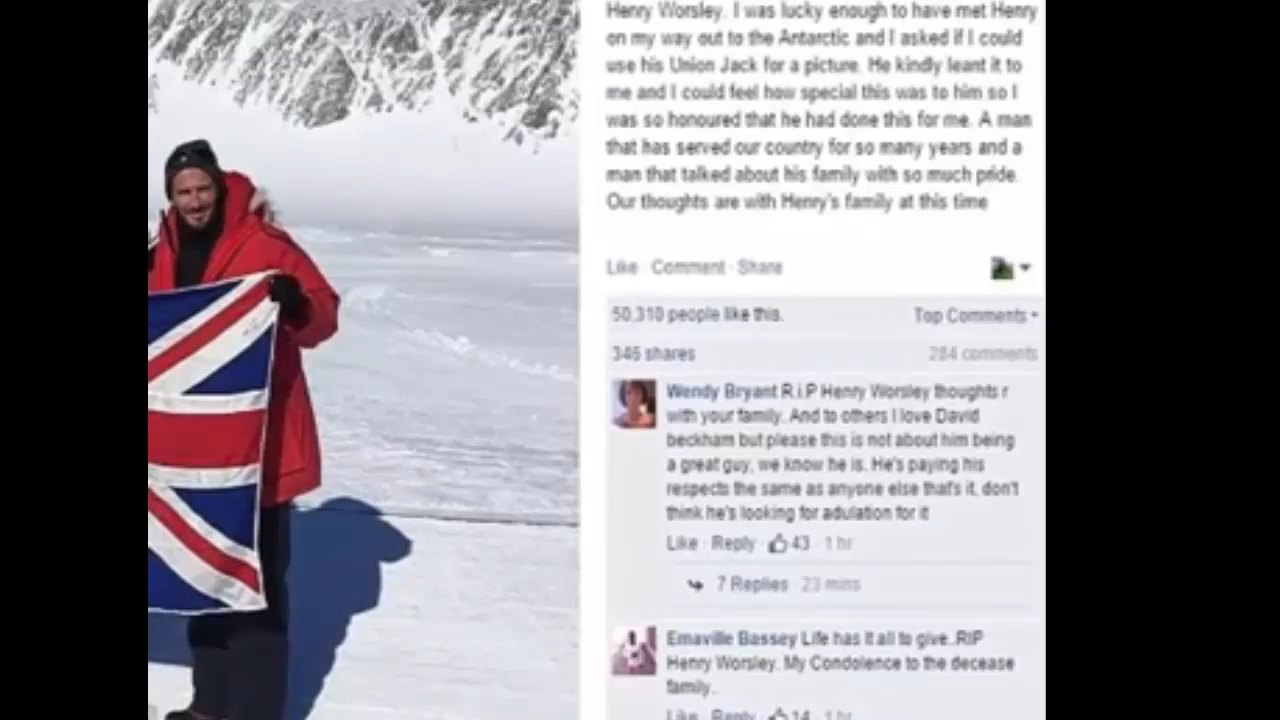 Henry Worsley. I was lucky enough to have met Henry
on my way out to the Antarctic and I asked if I could
use his Union Jack for a picture. He kindly leant it to
me and I could feel how special this was to him so I
was so honoured that he had done this for me. A man
that has served our country for so many years and a
man that talked about his family with so much pride.
Our thoughts are with Henry's family at this time
Like · Comment · Share
50,310 people like this.
Top Comments
346 shares
284 comments
Wendy Bryant R.i.P Henry Worsley thoughts r
with your family. And to others I love David
beckham but please this is not about him being
a great guy, we know he is. He's paying his
respects the same as anyone else that's it, don't
think he's looking for adulation for it
Like · Reply · 43 · 1 hr
7 Replies · 23 mins
Emaville Bassey Life has it all to give..RIP
Henry Worsley. My Condolence to the decease
family..
Like · Reply · 14 · 1 hr